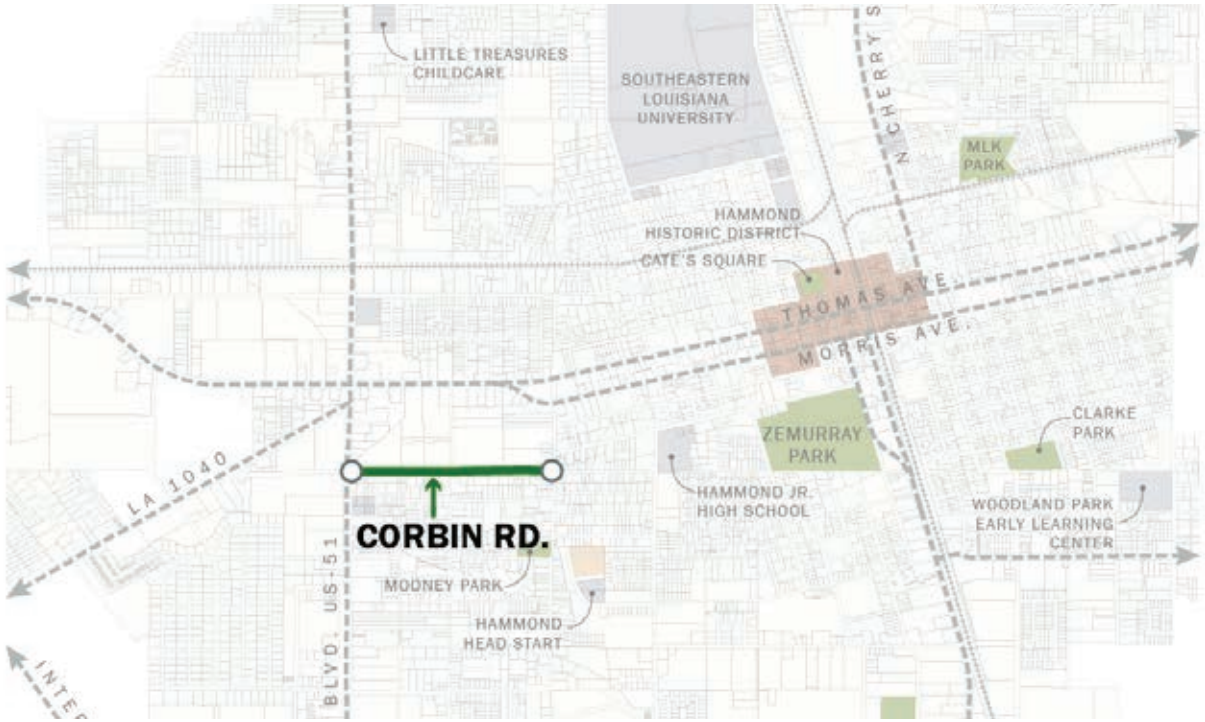 LITTLE TREASURES
CHILDCARE
SOUTHEASTERN
LOUISIANA
UNIVERSITY
N CHERRY S
MLK
PARK
HAMMOND
HISTORIC DISTRICT
CATE'S SQUARE
THOMAS AVE.
MORRIS AVE.
CLARKE
PARK
ZEMURRAY
PARK
LA 1040
HAMMOND JR.
HIGH SCHOOL
WOODLAND PARK
EARLY LEARNING
CENTER
CORBIN RD.
MOONEY PARK
BLVD. US-51
HAMMOND
HEAD START
INTER